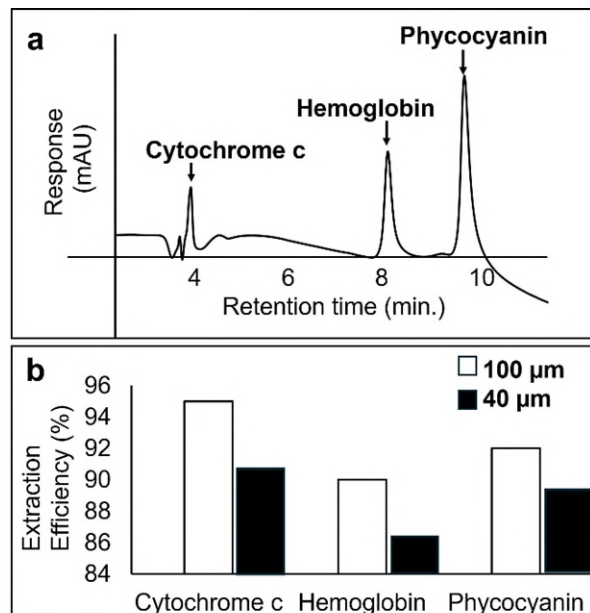 a
Phycocyanin
Hemoglobin
Cytochrome c
Response
(mAU)
4 6 8 10
Retention time (min.)
b
100 µm
40 µm
Extraction
Efficiency (%)
96
94
92
90
88
86
84
Cytochrome c Hemoglobin Phycocyanin